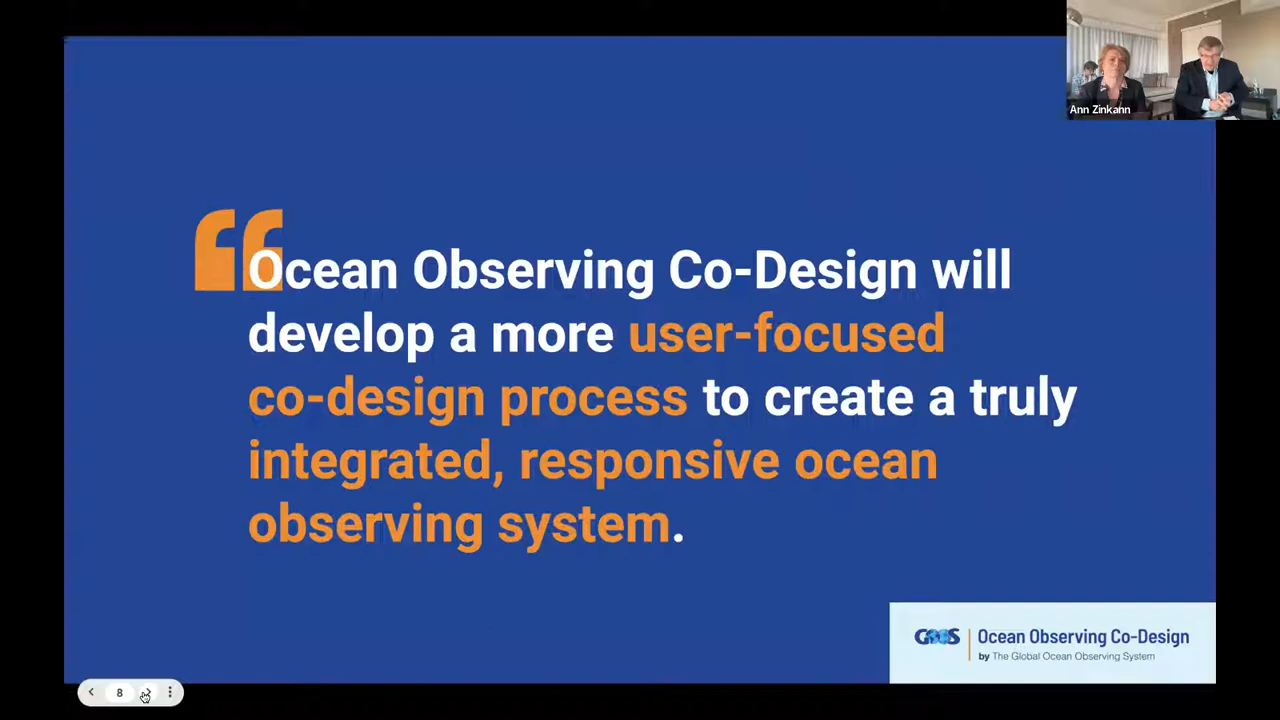 Ann Zinkann
“Ocean Observing Co-Design will
develop a more user-focused
co-design process to create a truly
integrated, responsive ocean
observing system.
GOOS
Ocean Observing Co-Design
by The Global Ocean Observing System
8